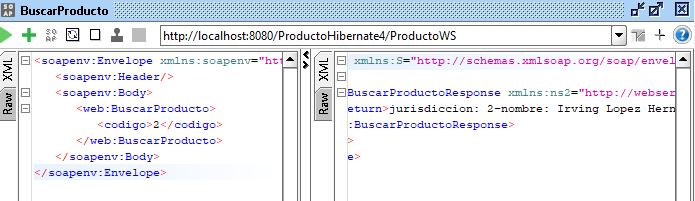 BuscarProducto
SO AP
http://localhost:8080/ProductoHibernate4/ProductoWS
XML
Raw
<soapenv:Envelope xmlns:soapenv="htt
<soapenv:Header/>
<soapenv:Body>
<web:BuscarProducto>
<codigo>2</codigo>
</web:BuscarProducto>
</soapenv:Body>
</soapenv:Envelope>
XML
Raw
xmlns:S="http://schemas.xmlsoap.org/soap/envel
BuscarProductoResponse xmlns:ns2="http://webser
eturn>jurisdiccion: 2-nombre: Irving Lopez Hern
:BuscarProductoResponse>
>
e>